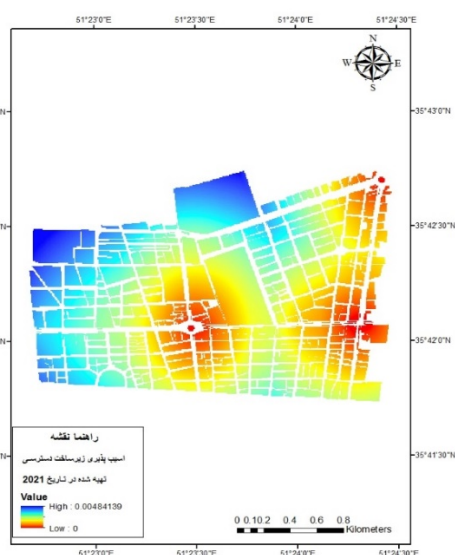 51°23'0"E 51°23'30"E 51°24'0"E 51°24'30"E
N
W E
S
35°43'0"N
35°42'30"N
35°42'0"N
35°41'30"N
راهنما نقشه
اسیب پذیری زیرساخت دسترسی
تهیه شده در تاریخ 2021
Value
High : 0.00484139
Low : 0
0 0.10.2 0.4 0.6 0.8
Kilometers
51°23'0"E 51°23'30"E 51°24'0"E 51°24'30"E